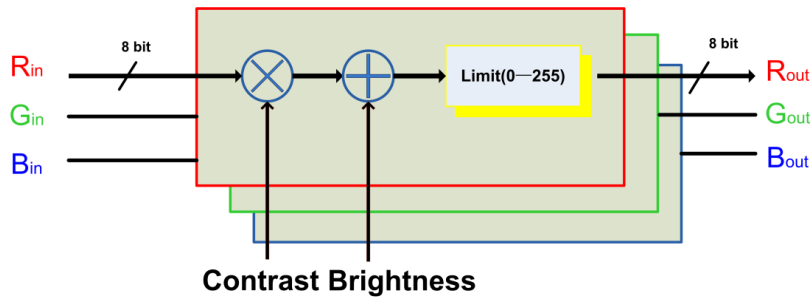 8 bit
8 bit
Rin
Limit(0—255)
Rout
Gin
Gout
Bin
Bout
Contrast Brightness